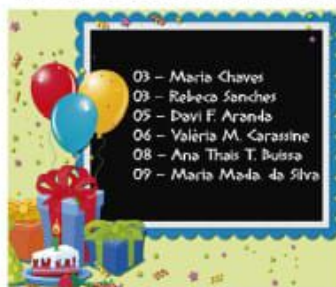 03 – Maria Chaves
03 – Rebeca Sanches
05 – Davi F. Aranda
06 – Valéria M. Carassine
08 – Ana Thais T. Buissa
09 – Maria Mada. da Silva